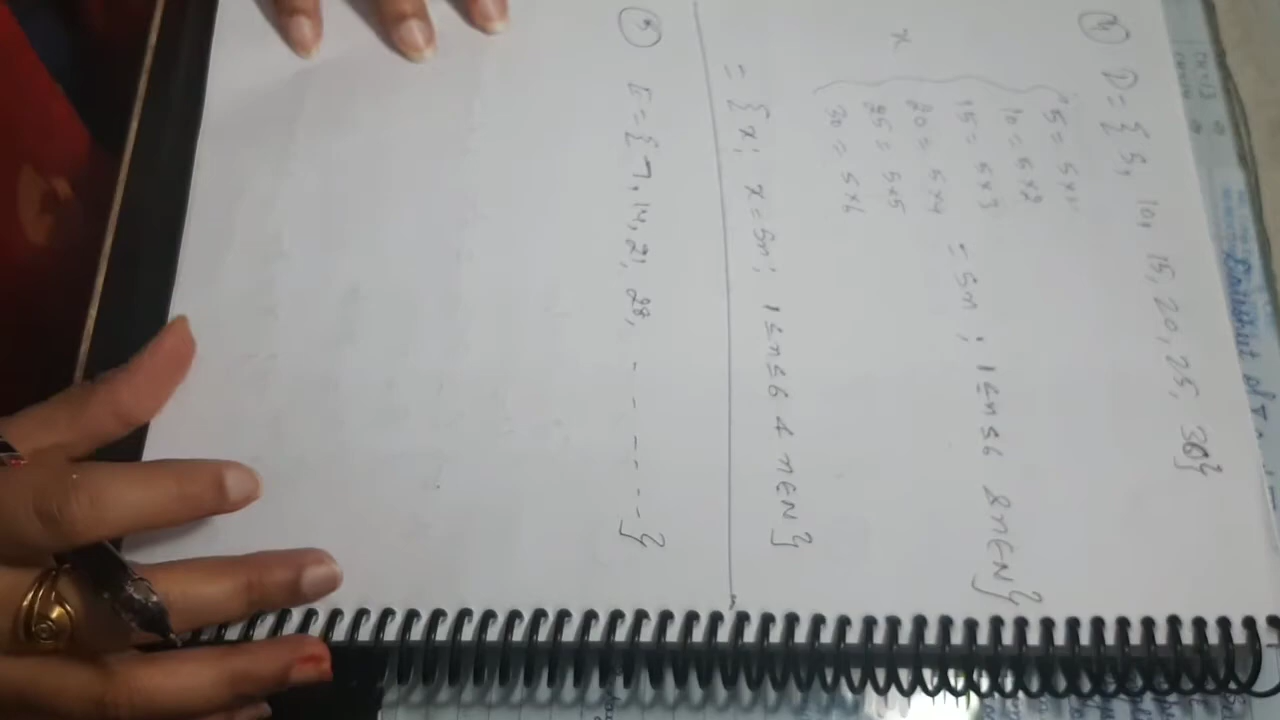 ④ D = { 5, 10, 15, 20, 25, 30}
5 = 5×1
10 = 5×2
15 = 5×3
20 = 5×4
25 = 5×5
30 = 5×6
x
= 5n ; 1≤n≤6 & n∈N}
= { x; x = 5n; 1≤n≤6 & n∈N}
⑤ E = { 7, 14, 21, 28, - - - - - - - }